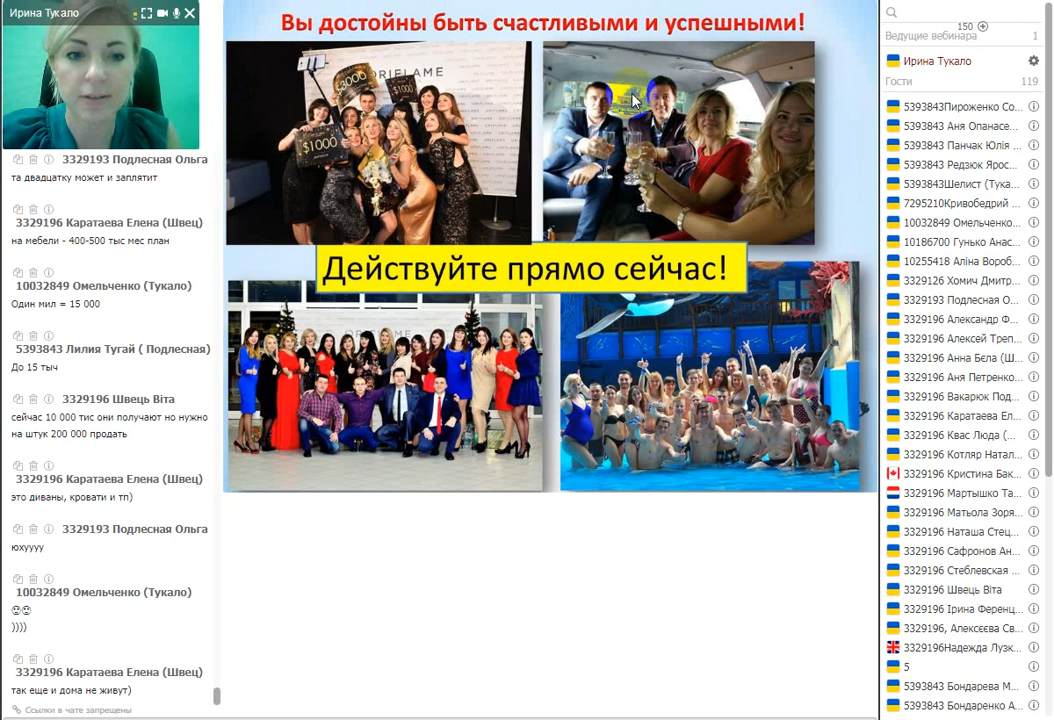 Ирина Тукало
3329193 Подлесная Ольга
та двадцатку может и заплятит
3329196 Каратаева Елена (Швец)
на мебели - 400-500 тыс мес план
10032849 Омельченко (Тукало)
Один мил = 15 000
5393843 Лилия Тугай ( Подлесная)
До 15 тыч
3329196 Швець Віта
сейчас 10 000 тис они получают но нужно
на штук 200 000 продать
3329196 Каратаева Елена (Швец)
это диваны, кровати и тп)
3329193 Подлесная Ольга
юхуууу
10032849 Омельченко (Тукало)
))))
3329196 Каратаева Елена (Швец)
так еще и дома не живут)
Ссылки в чате запрещены
Вы достойны быть счастливыми и успешными!
ORIFLAME
$3000
$1000
$1000
Действуйте прямо сейчас!
ORIFLAME
150
Ведущие вебинара 1
Ирина Тукало
Гости 119
5393843Пироженко Со...
5393843 Аня Опанасе...
5393843 Панчак Юлія ...
5393843 Редзюк Ярос...
5393843Шелист (Тука...
7295210Кривобедрий ...
10032849 Омельченко...
10186700 Гунько Анас...
10255418 Аліна Вороб...
3329126 Хомич Дмитр...
3329193 Подлесная О...
3329196 Александр Ф...
3329196 Алексей Треп...
3329196 Анна Бєла (Ш...
3329196 Аня Петренко...
3329196 Вакарюк Под...
3329196 Каратаева Ел...
3329196 Квас Люда (...
3329196 Котляр Натал...
3329196 Кристина Бак...
3329196 Мартышко Та...
3329196 Матьола Зоря...
3329196 Наташа Стец...
3329196 Сафронов Ан...
3329196 Стеблевская ...
3329196 Швець Віта
3329196 Ірина Ференц...
3329196, Алексєєва Св...
3329196Надежда Лузк...
5
5393843 Бондарева М...
5393843 Бондаренко А...